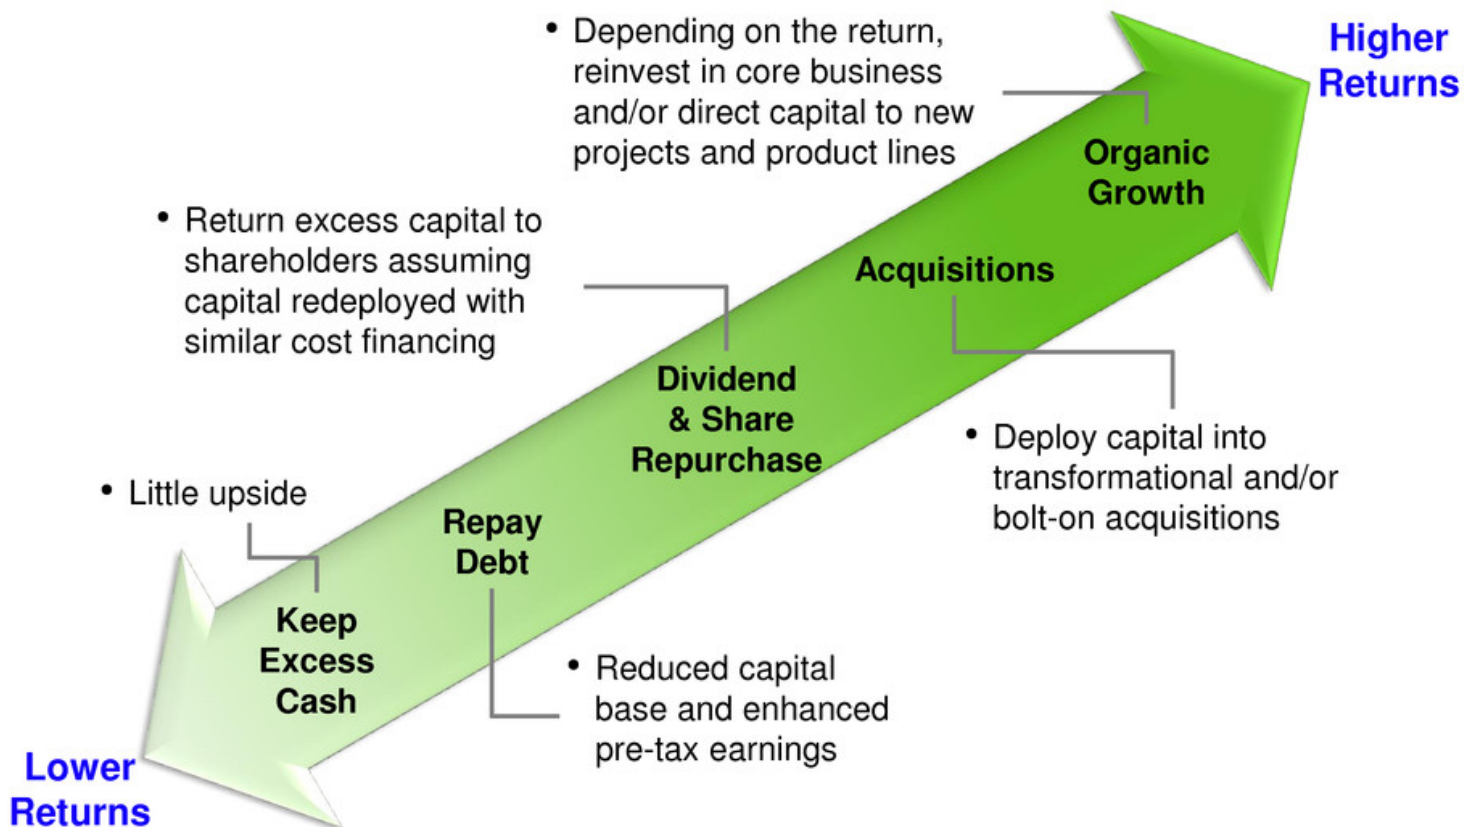 • Depending on the return,
reinvest in core business
and/or direct capital to new
projects and product lines
Higher
Returns
Organic
Growth
• Return excess capital to
shareholders assuming
capital redeployed with
similar cost financing
Acquisitions
Dividend
& Share
Repurchase
• Deploy capital into
transformational and/or
bolt-on acquisitions
• Little upside
Repay
Debt
Keep
Excess
Cash
• Reduced capital
base and enhanced
pre-tax earnings
Lower
Returns